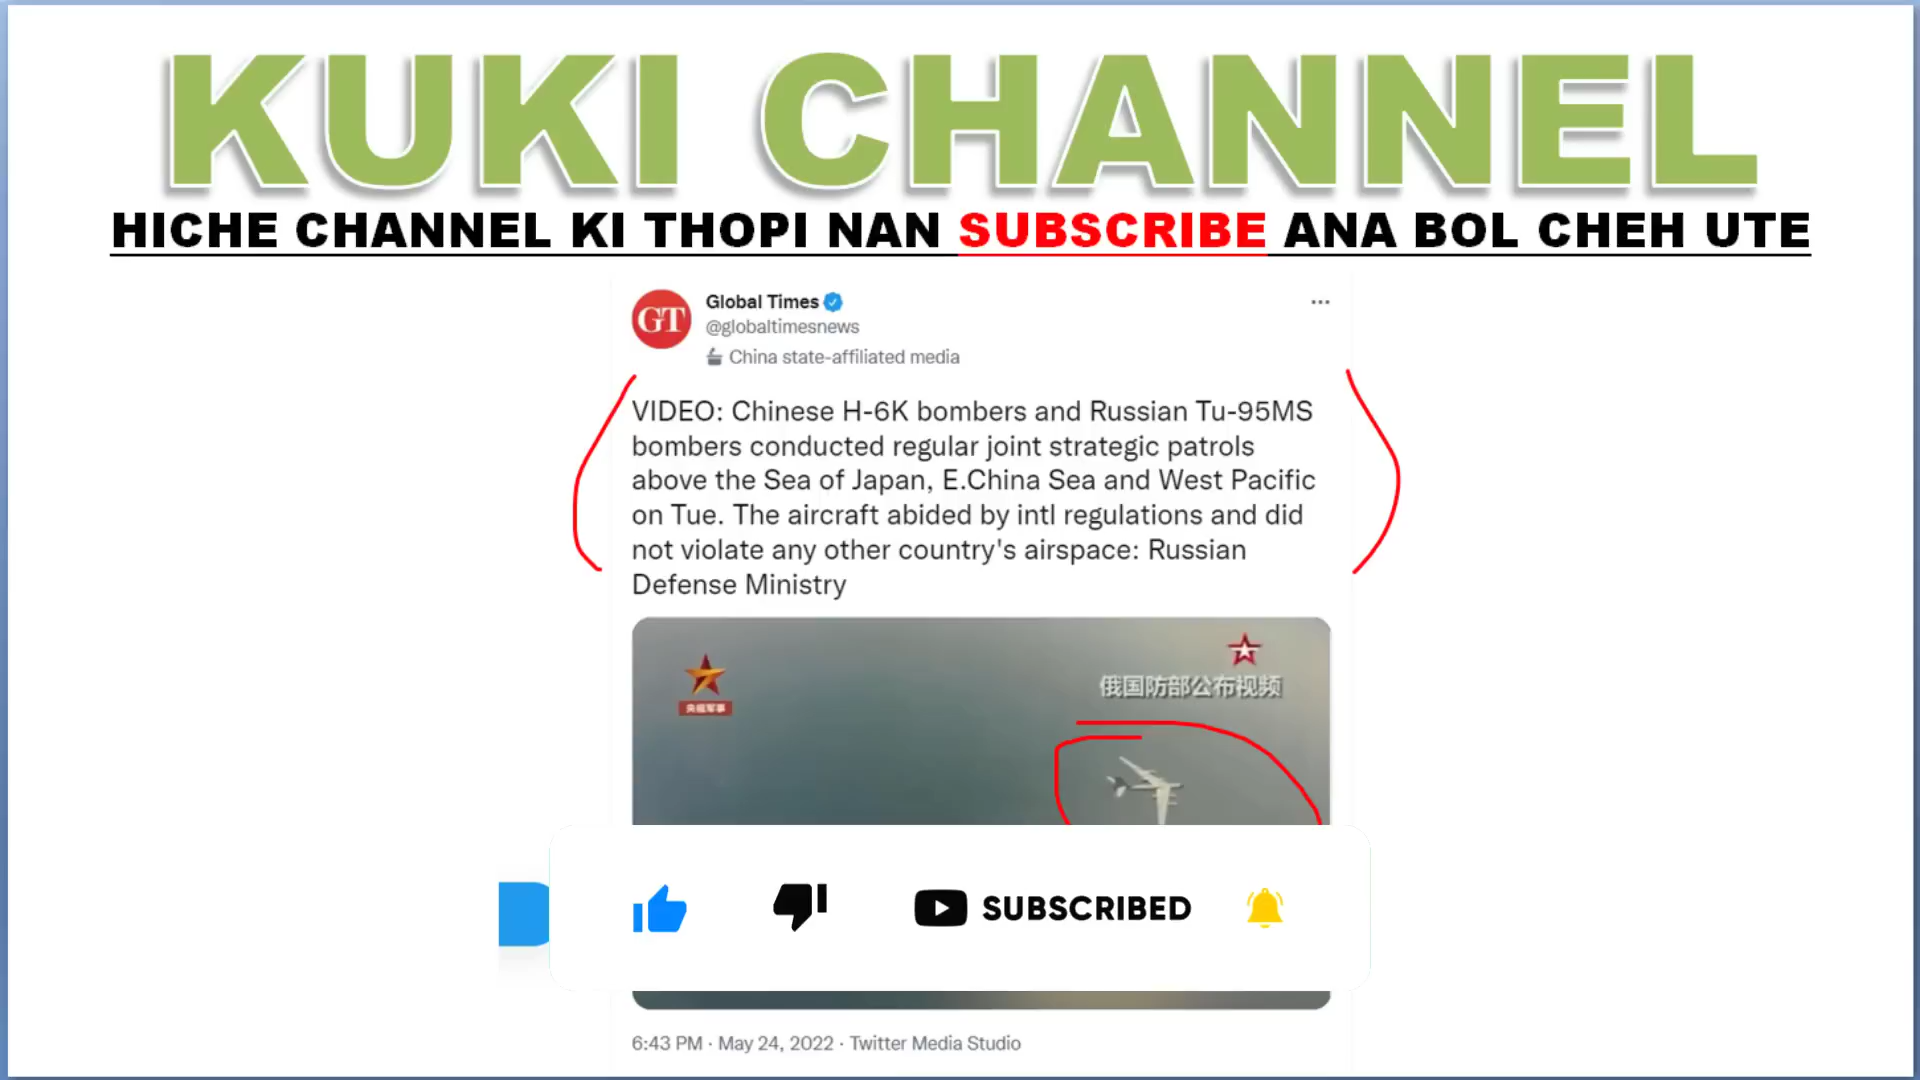 KUKI CHANNEL
HICHE CHANNEL KI THOPI NAN SUBSCRIBE ANA BOL CHEH UTE
GT
Global Times
@globaltimesnews
China state-affiliated media
VIDEO: Chinese H-6K bombers and Russian Tu-95MS
bombers conducted regular joint strategic patrols
above the Sea of Japan, E.China Sea and West Pacific
on Tue. The aircraft abided by intl regulations and did
not violate any other country's airspace: Russian
Defense Ministry
央视军事
俄国防部公布视频
SUBSCRIBED
6:43 PM · May 24, 2022 · Twitter Media Studio